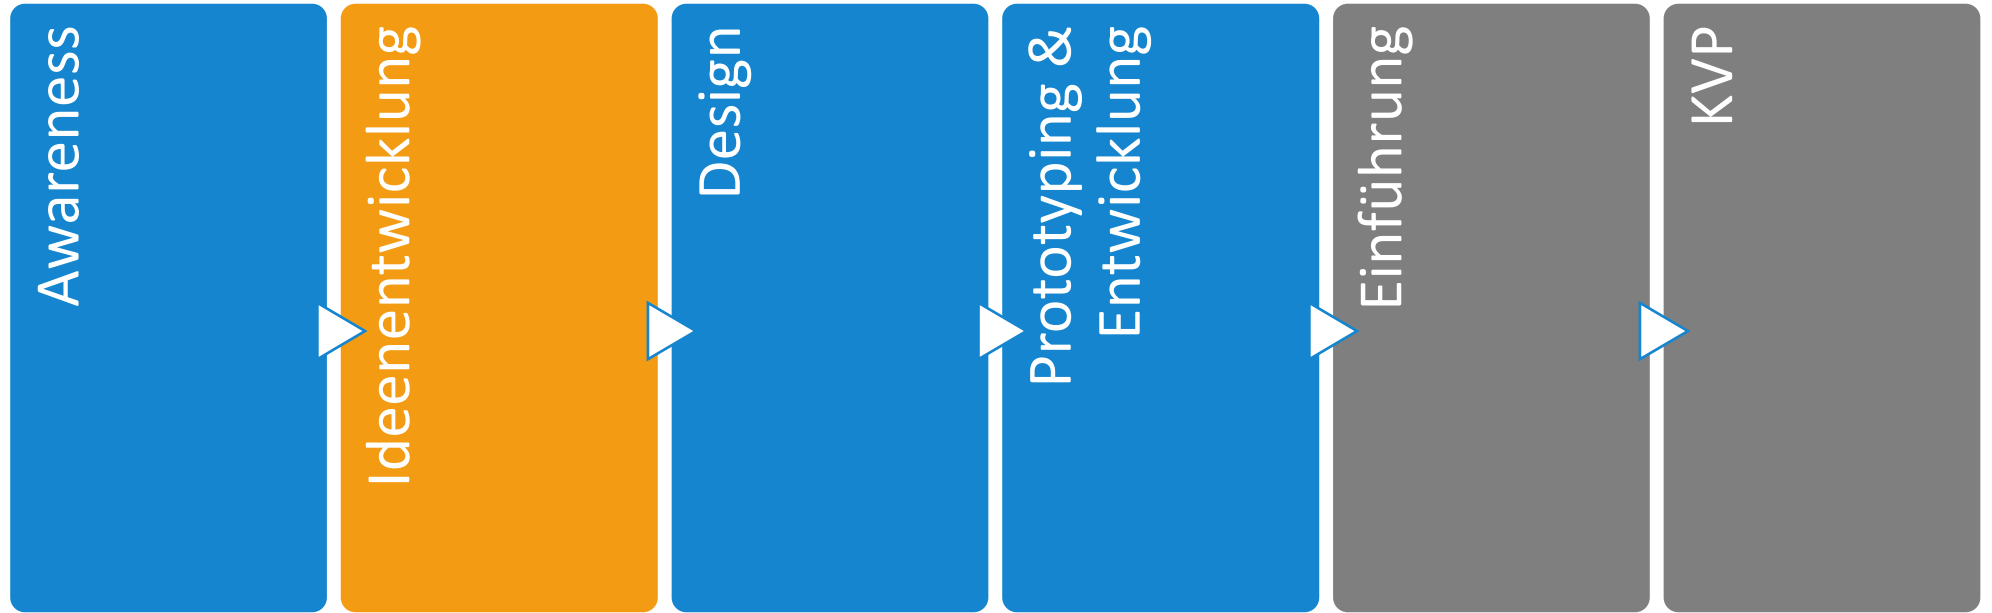 Awareness
Ideenentwicklung
Design
Prototyping &
Entwicklung
Einführung
KVP